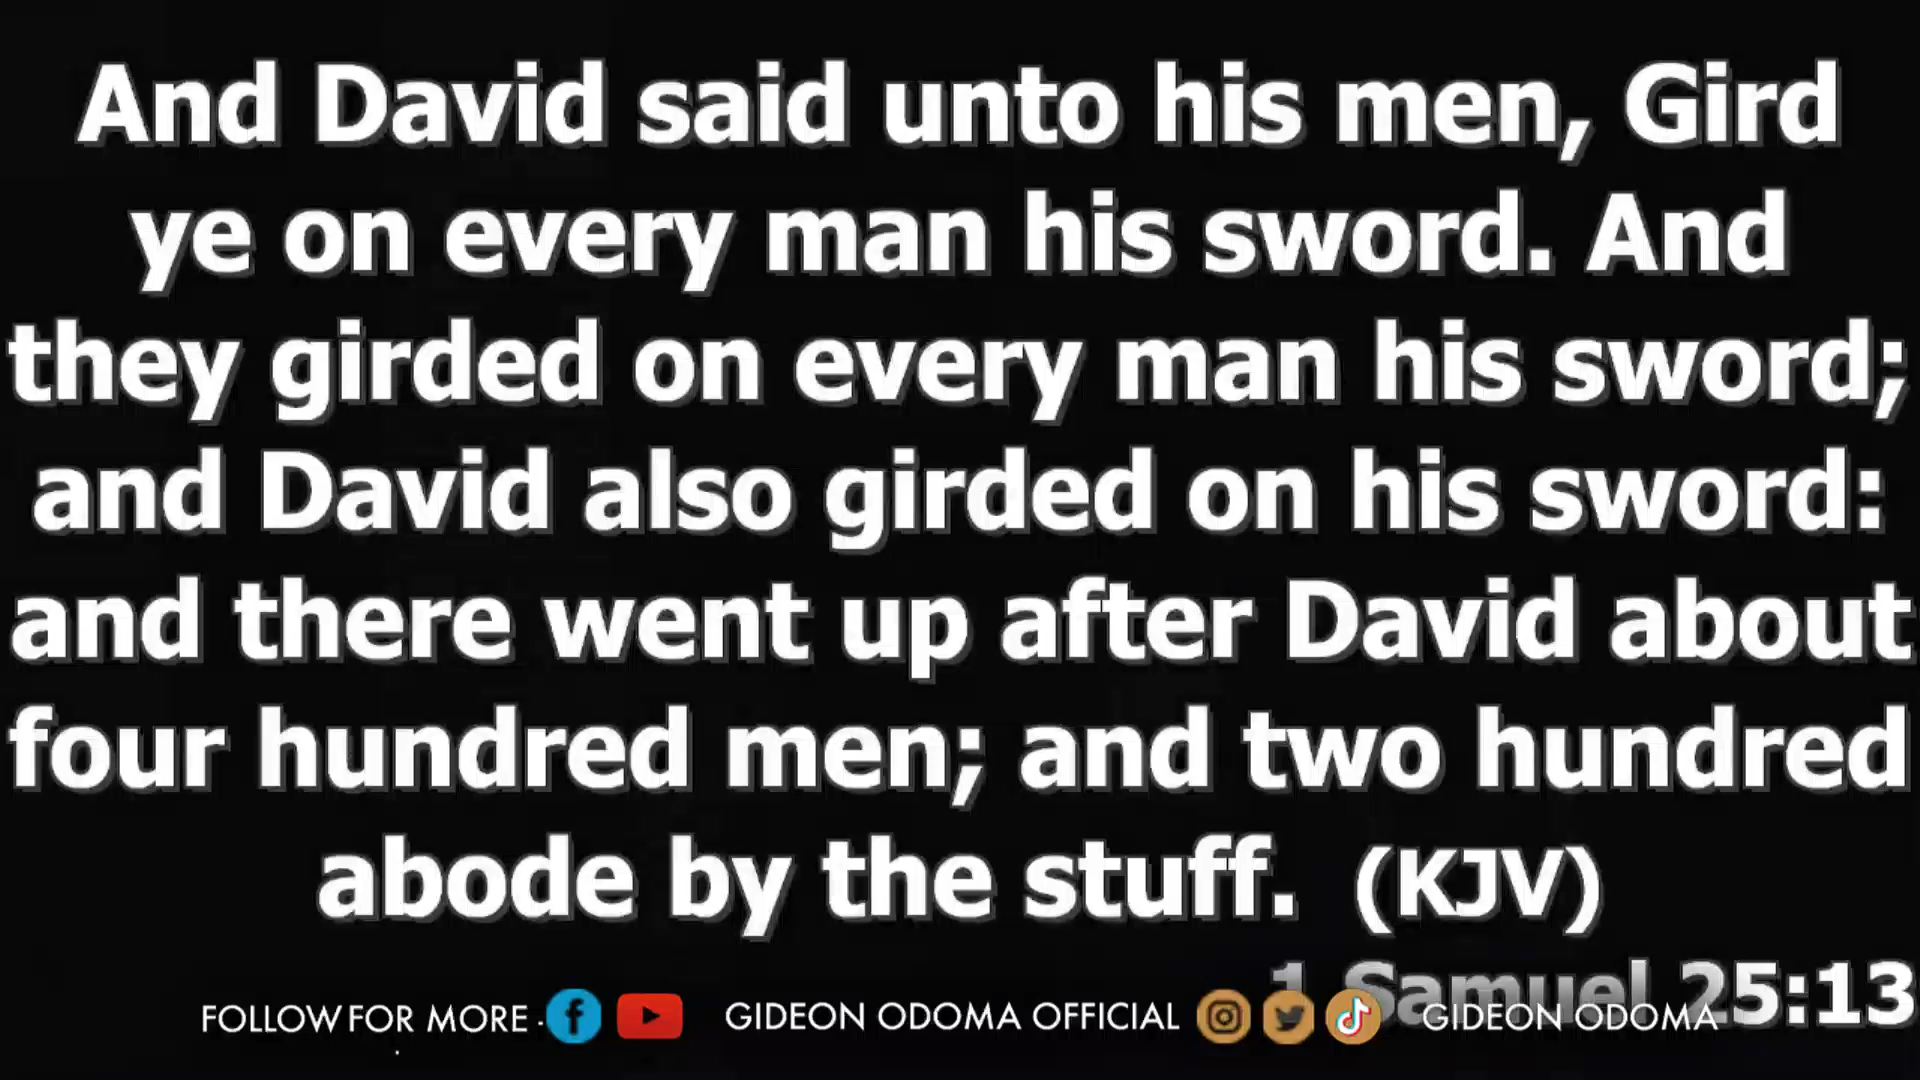 And David said unto his men, Gird
ye on every man his sword. And
they girded on every man his sword;
and David also girded on his sword:
and there went up after David about
four hundred men; and two hundred
abode by the stuff. (KJV)
1 Samuel 25:13
FOLLOW FOR MORE - GIDEON ODOMA OFFICIAL GIDEON ODOMA